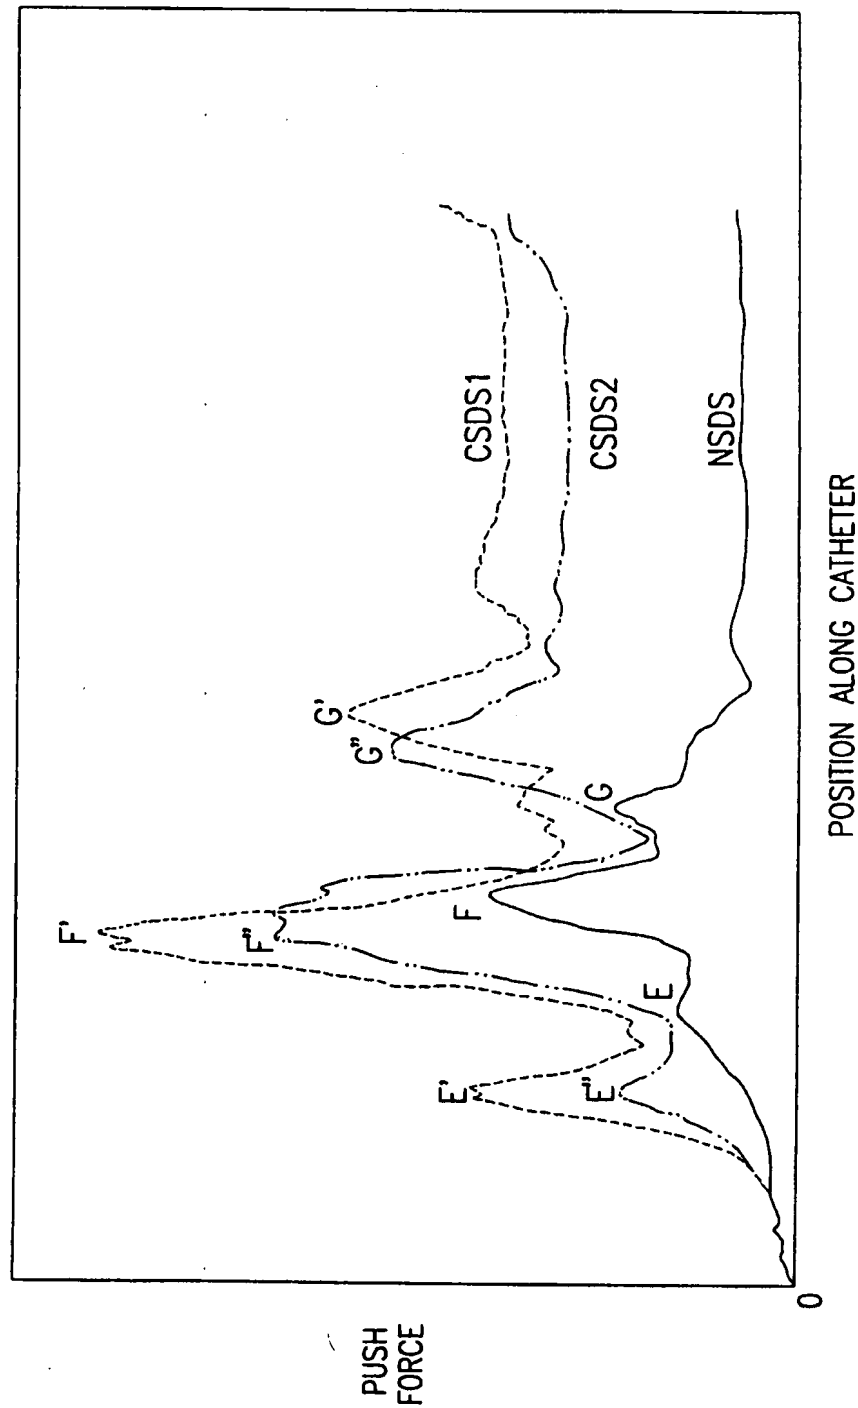 PUSH
FORCE
F'
F"
E'
E"
E
F
G'
G"
G
CSDS1
CSDS2
NSDS
0
POSITION ALONG CATHETER